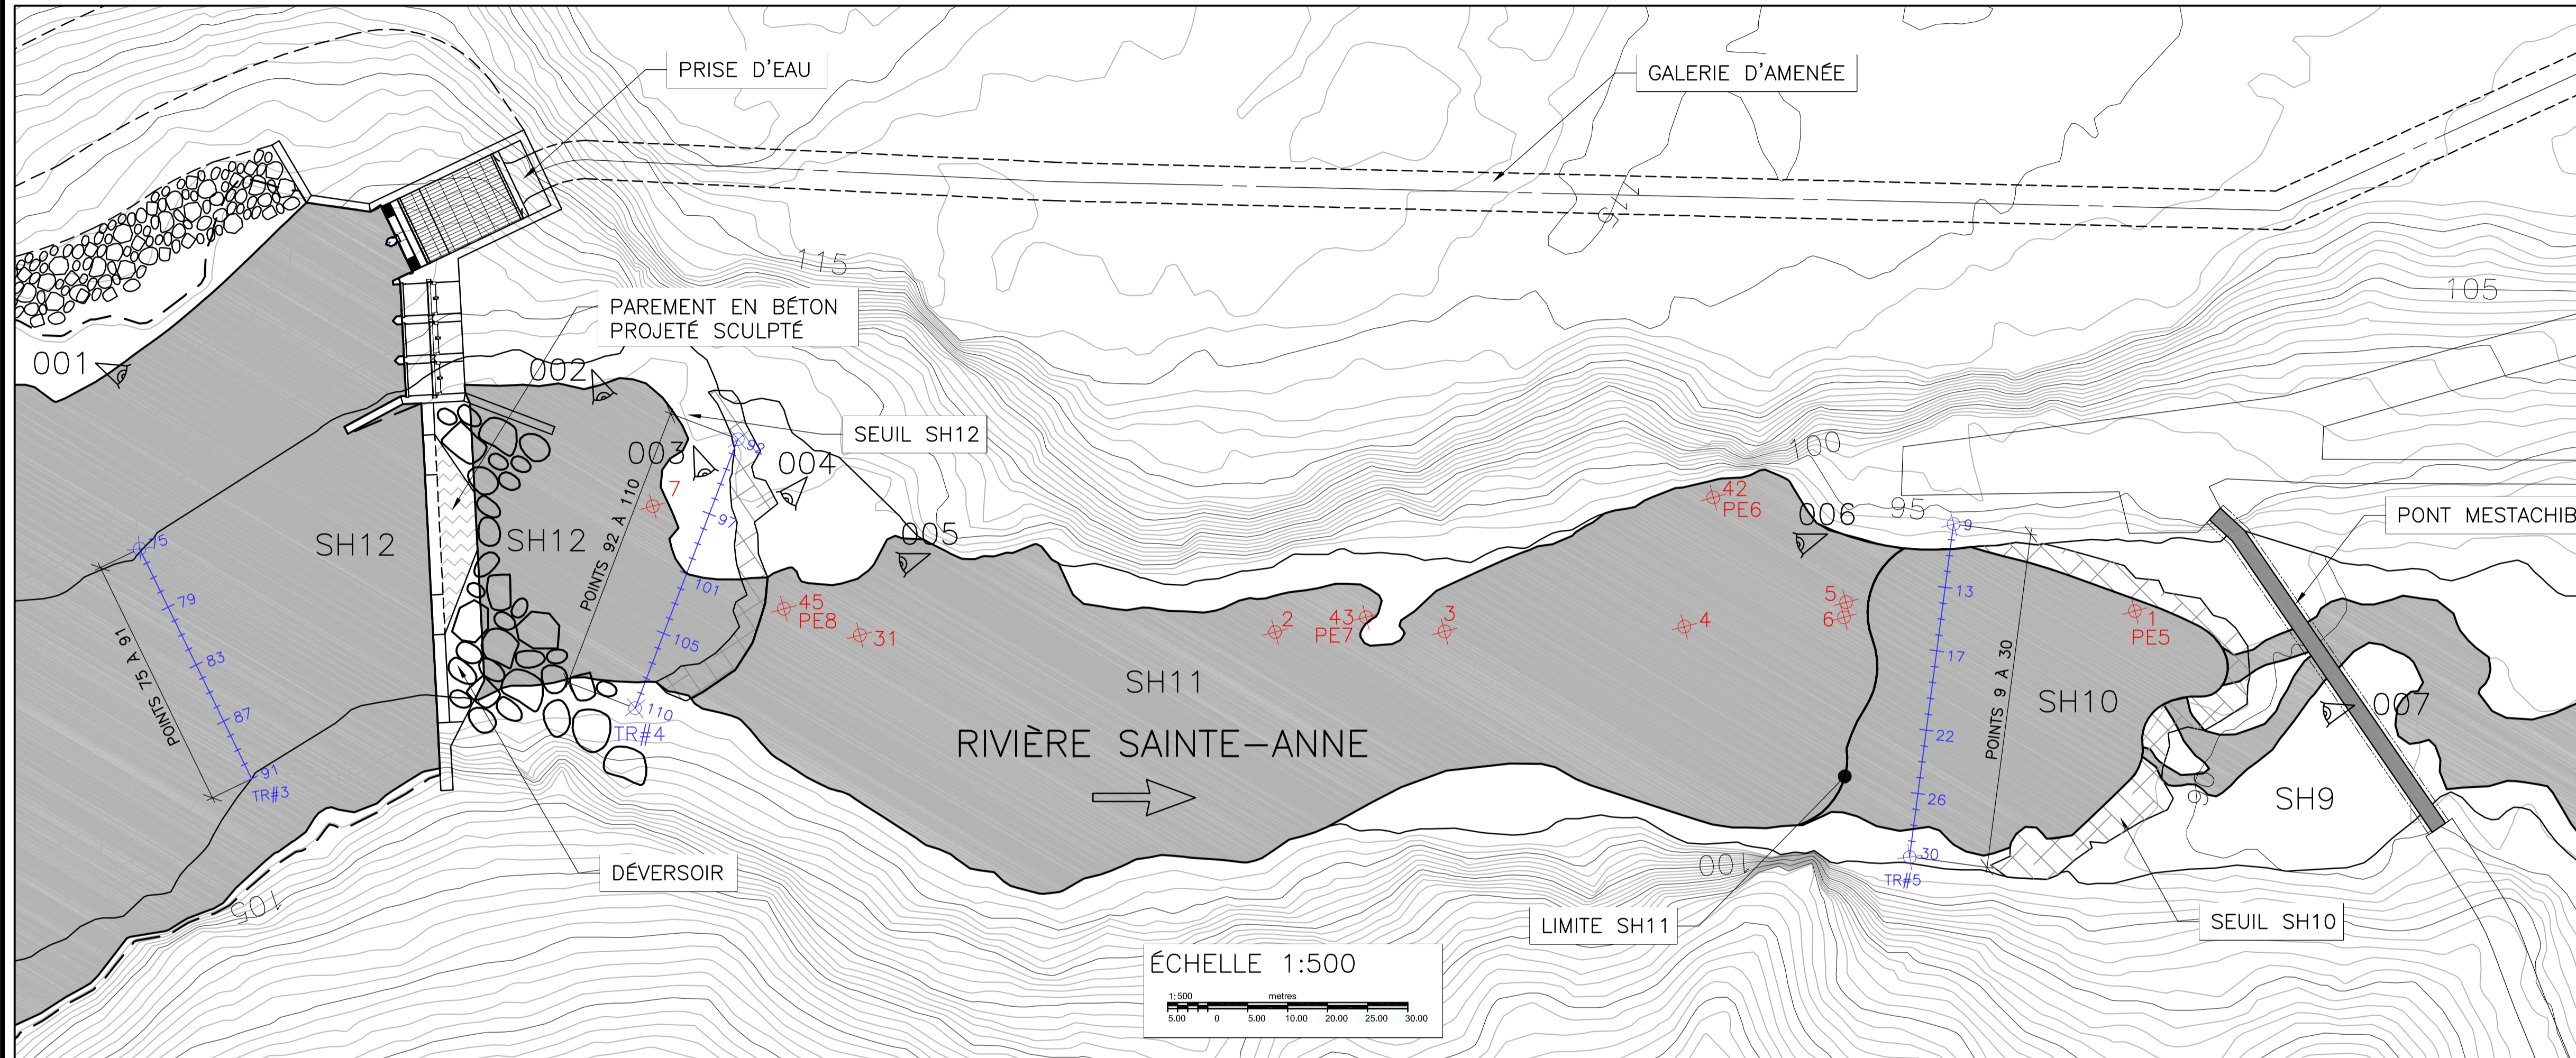 PRISE D'EAU
GALERIE D'AMENÉE
115
115
105
PAREMENT EN BÉTON
PROJETÉ SCULPTÉ
001
002
SEUIL SH12
003
004
92
100
42
PE6
006
95
9
PONT MESTACHIB
7
97
005
SH12
SH12
75
POINTS 92 À 110
79
101
45
PE8
31
105
2
43
PE7
3
4
5
6
13
1
PE5
17
POINTS 75 A 91
83
87
91
TR#3
110
TR#4
SH11
RIVIÈRE SAINTE-ANNE
POINTS 9 À 30
SH10
007
22
26
90
SH9
30
TR#5
100
DÉVERSOIR
105
LIMITE SH11
SEUIL SH10
ÉCHELLE 1:500
1:500 metres
5.00 0 5.00 10.00 20.00 25.00 30.00